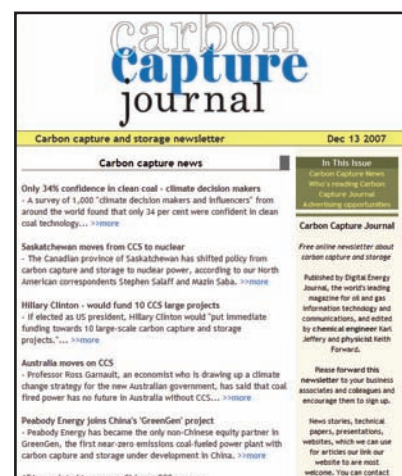 carbon
capture
journal
Carbon capture and storage newsletter Dec 13 2007
Carbon capture news
Only 34% confidence in clean coal - climate decision makers
- A survey of 1,000 "climate decision makers and influencers" from
around the world found that only 34 per cent were confident in clean
coal technology... >>more
Saskatchewan moves from CCS to nuclear
- The Canadian province of Saskatchewan has shifted policy from
carbon capture and storage to nuclear power, according to our North
American correspondents Stephen Salaff and Mazin Saba. >>more
Hillary Clinton - would fund 10 CCS large projects
- If elected as US president, Hillary Clinton would "put immediate
funding towards 10 large-scale carbon capture and storage
projects."... >>more
Australia moves on CCS
- Professor Ross Garnault, an economist who is drawing up a climate
change strategy for the new Australian government, has said that coal
fired power has no future in Australia without CCS... >>more
Peabody Energy joins China's 'GreenGen' project
- Peabody Energy has become the only non-Chinese equity partner in
GreenGen, the first near-zero emissions coal-fueled power plant with
carbon capture and storage under development in China. >>more
In This Issue
Carbon Capture News
Who's reading Carbon
Capture Journal
Advertising opportunities
Carbon Capture Journal
Free online newsletter about
carbon capture and storage
Published by Digital Energy
Journal, the world's leading
magazine for oil and gas
information technology and
communications, and edited
by chemical engineer Karl
Jeffery and physicist Keith
Forward.
Please forward this
newsletter to your business
associates and colleagues and
encourage them to sign up.
News stories, technical
papers, presentations,
websites, which we can use
for articles our link our
website to are most
welcome. You can contact